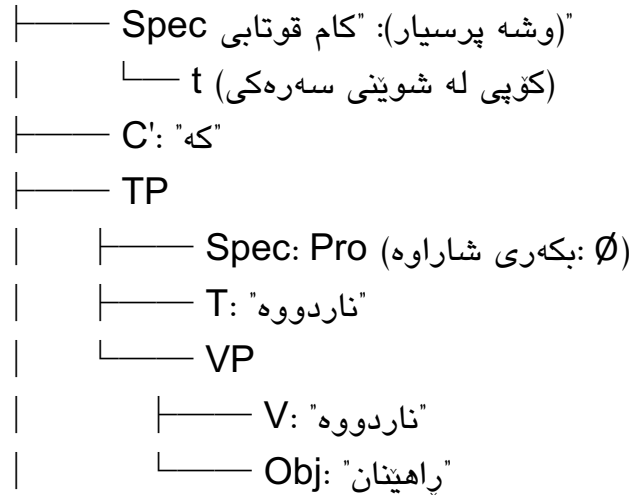 ├─── Spec (وشە پرسیار): "کام قوتابی"
│ └── t (کۆپی لە شوێنی سەرەکی)
├─── C': "کە"
├─── TP
│ ├─── Spec: Pro (بکەری شاراوە: Ø)
│ ├─── T: "ناردووە"
│ └─── VP
│ ├─── V: "ناردووە"
│ └─── Obj: "ڕاهێنان"